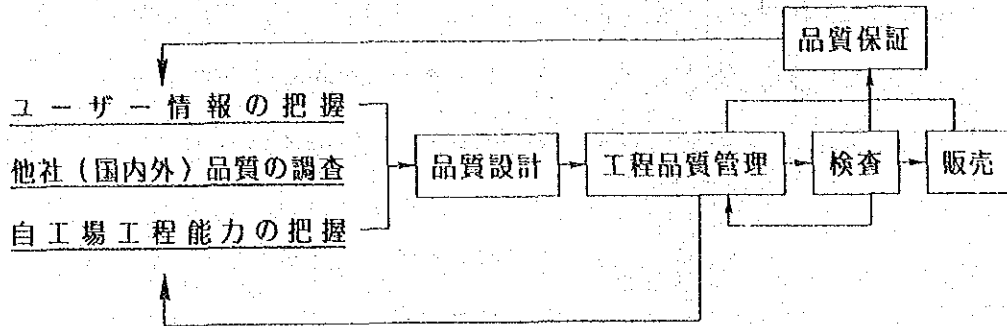 品質保証
ユーザー情報の把握
他社(国内外)品質の調査
自工場工程能力の把握
品質設計
工程品質管理
検査
販売